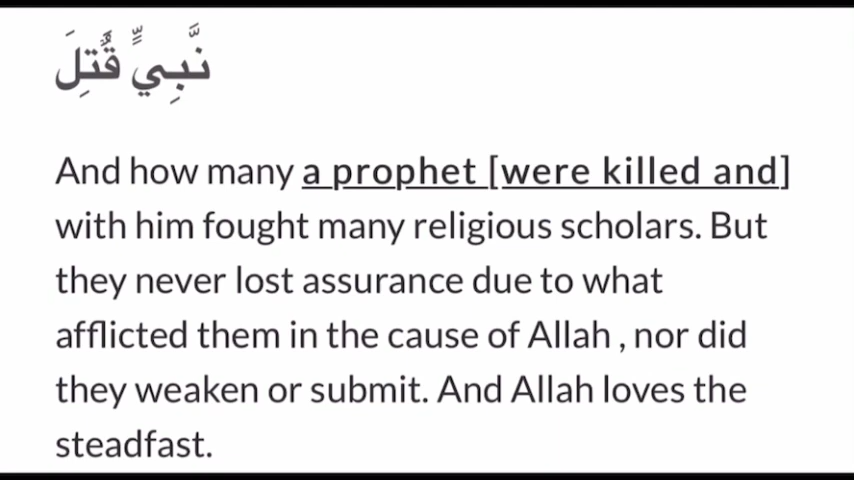 نَّبِيٍّ قُّتِلَ
And how many a prophet [were killed and]
with him fought many religious scholars. But
they never lost assurance due to what
afflicted them in the cause of Allah , nor did
they weaken or submit. And Allah loves the
steadfast.